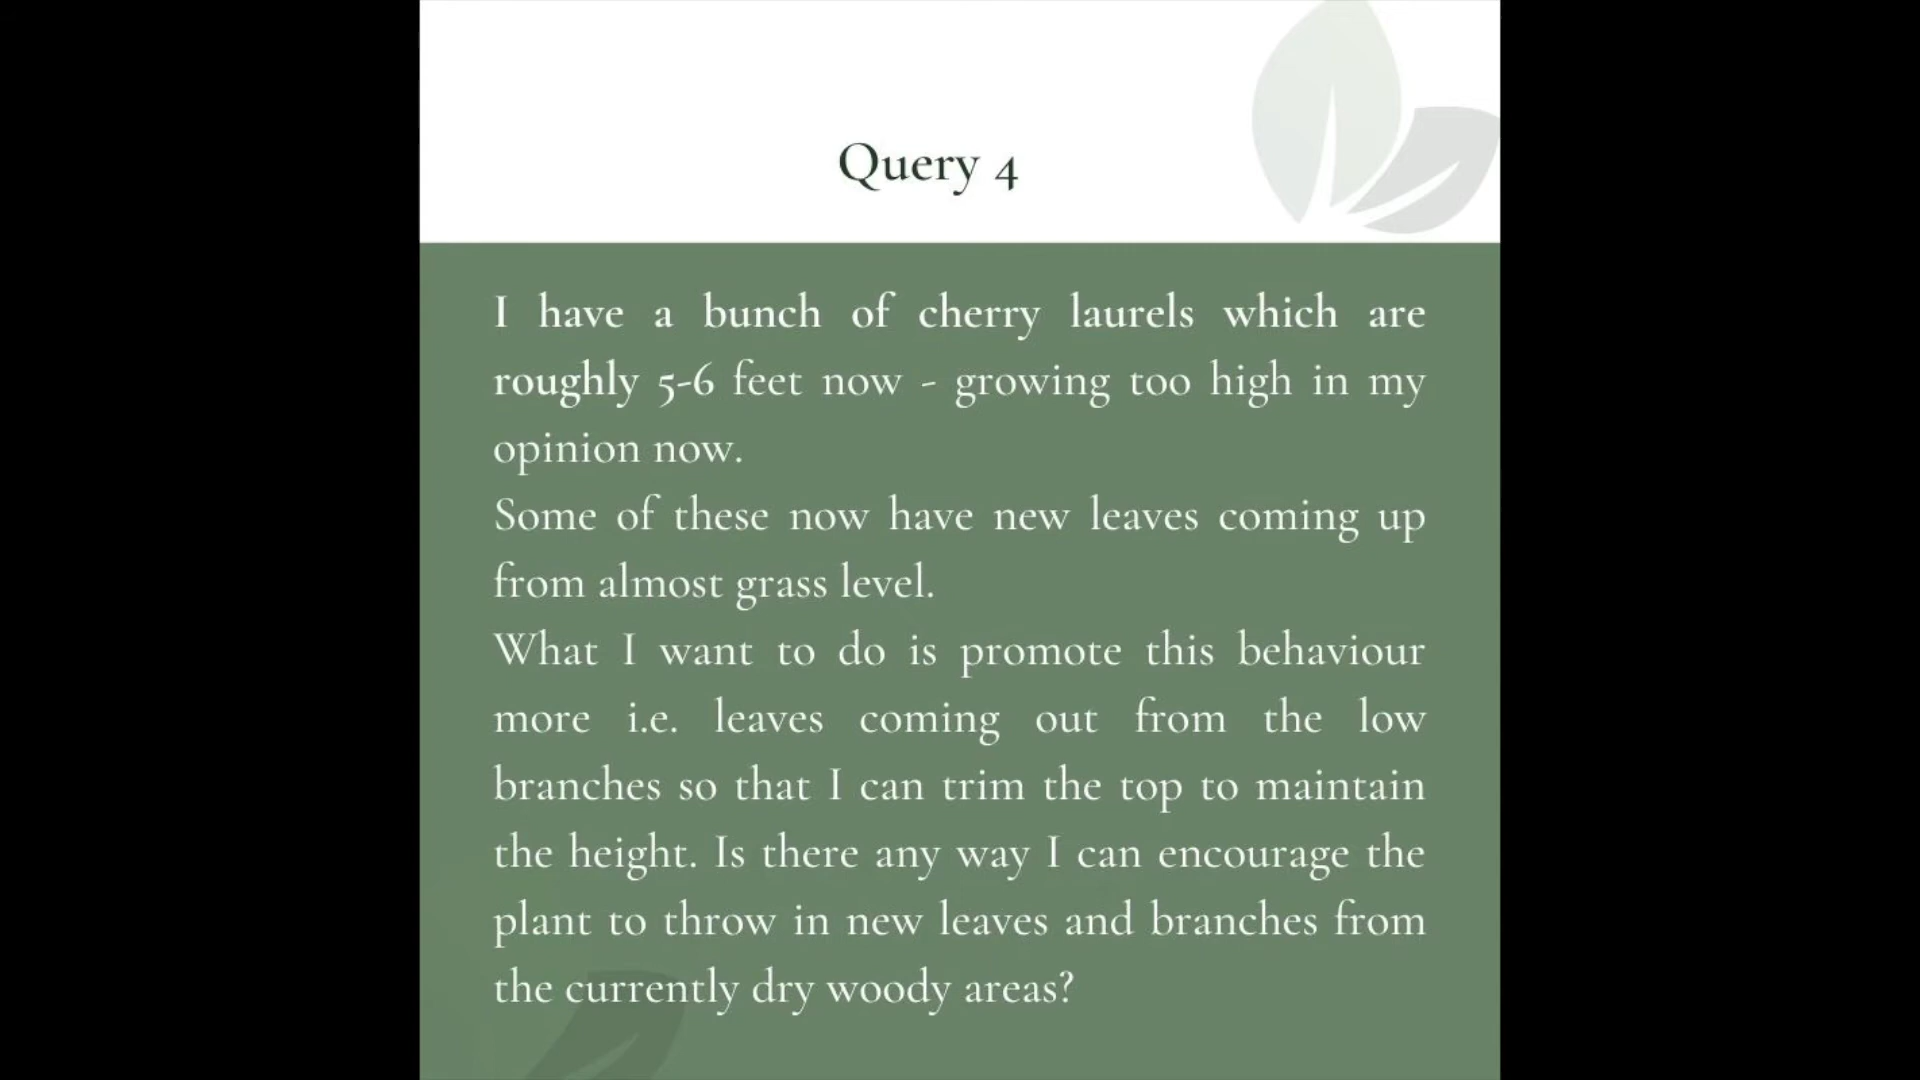 Query 4
I have a bunch of cherry laurels which are
roughly 5-6 feet now - growing too high in my
opinion now.
Some of these now have new leaves coming up
from almost grass level.
What I want to do is promote this behaviour
more i.e. leaves coming out from the low
branches so that I can trim the top to maintain
the height. Is there any way I can encourage the
plant to throw in new leaves and branches from
the currently dry woody areas?